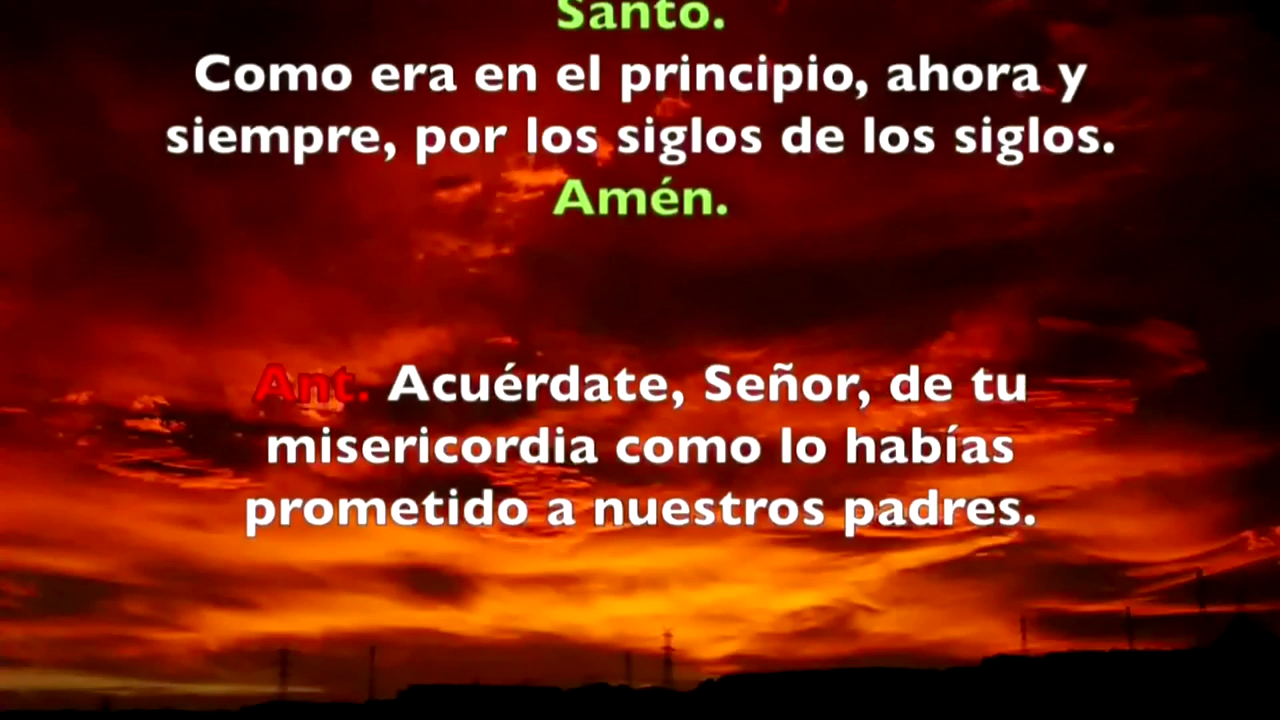 Santo.
Como era en el principio, ahora y
siempre, por los siglos de los siglos.
Amén.
Ant. Acuérdate, Señor, de tu
misericordia como lo habías
prometido a nuestros padres.